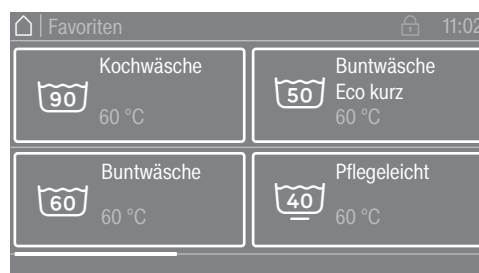 Favoriten 11:02
90 Kochwäsche
60 °C
50 Buntwäsche
Eco kurz
60 °C
60 Buntwäsche
60 °C
40 Pflegeleicht
60 °C